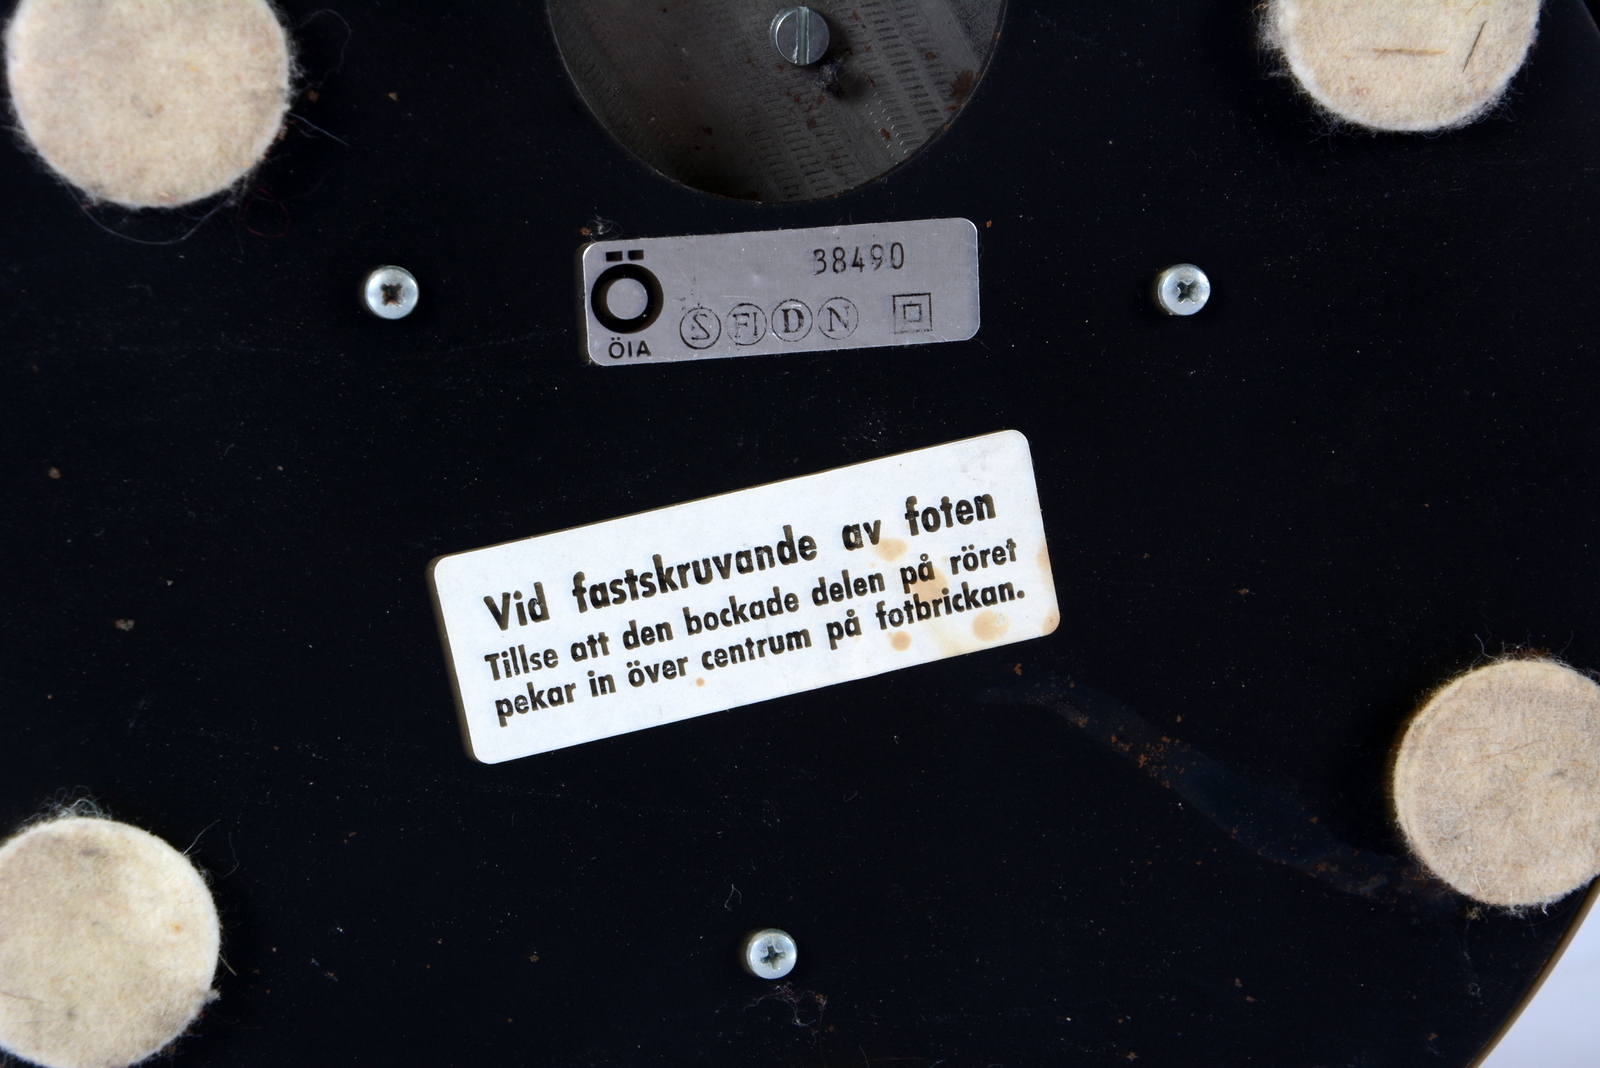 38490
Ö S FI D N
ÖIA
Vid fastskruvande av foten
Tillse att den bockade delen på röret
pekar in över centrum på fotbrickan.